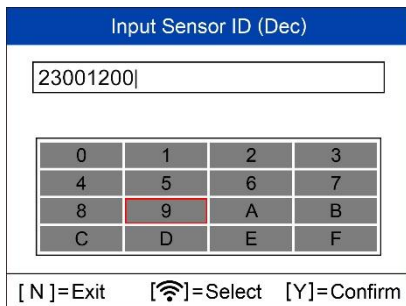 Input Sensor ID (Dec)
23001200
0 1 2 3
4 5 6 7
8 9 A B
C D E F
[ N ]=Exit [ ]=Select [Y]=Confirm